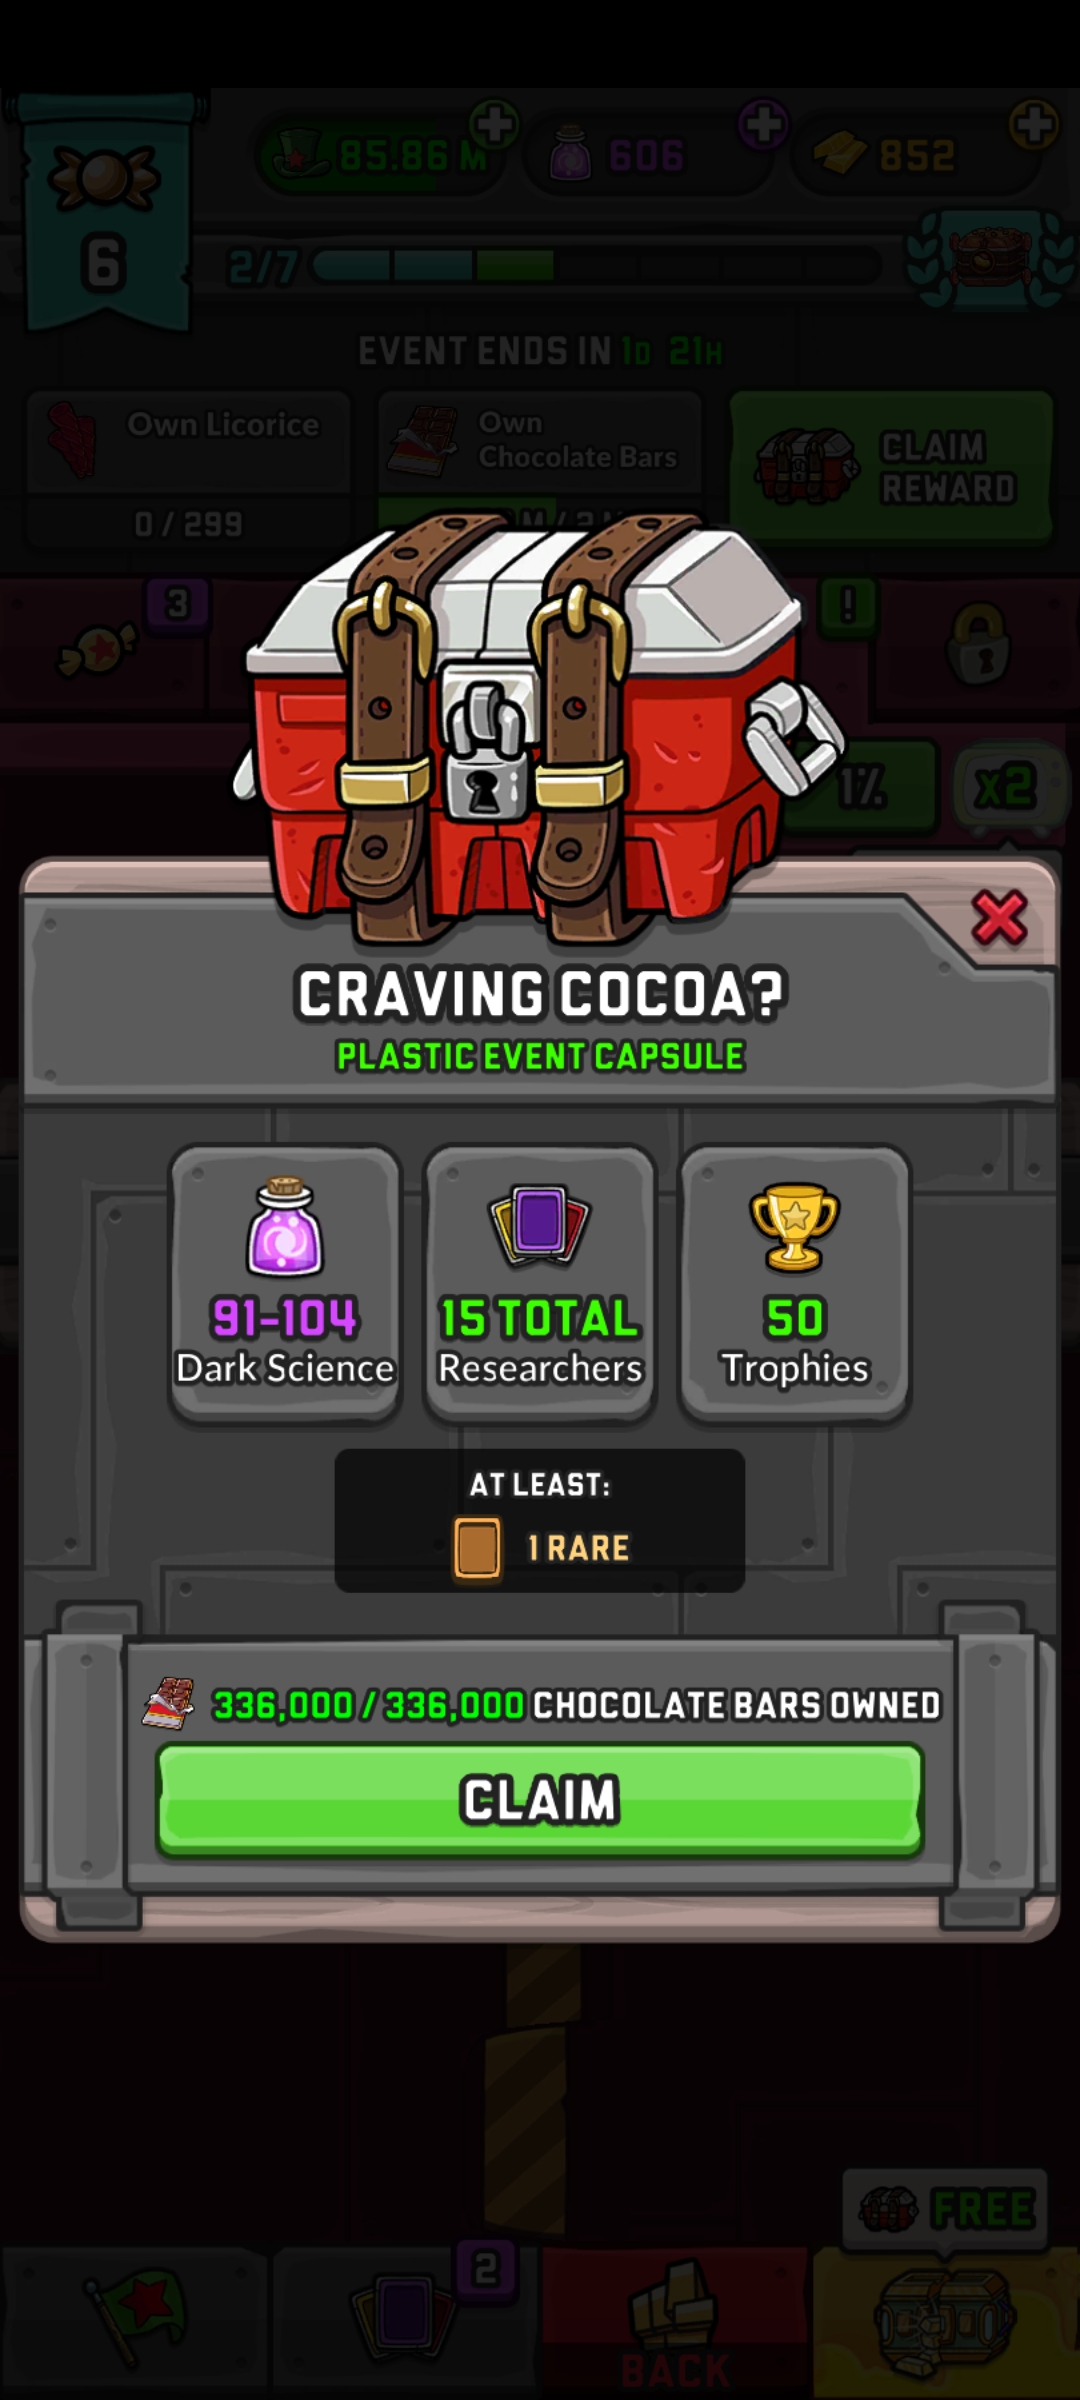 85.86 M
606
852
6
2/7
EVENT ENDS IN 1D 21H
Own Licorice
0 / 299
Own
Chocolate Bars
CLAIM
REWARD
3
!
1%
x2
CRAVING COCOA?
PLASTIC EVENT CAPSULE
91-104
Dark Science
15 TOTAL
Researchers
50
Trophies
AT LEAST:
1 RARE
336,000 / 336,000 CHOCOLATE BARS OWNED
CLAIM
FREE
2
BACK